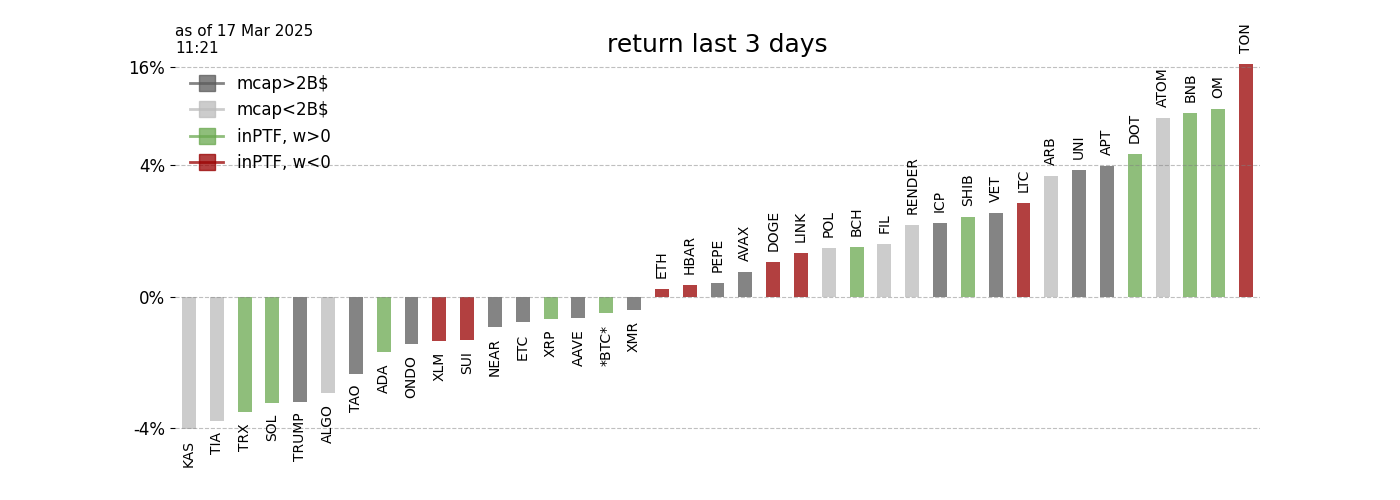 as of 17 Mar 2025
11:21
return last 3 days
16%
4%
0%
-4%
mcap>2B$
mcap<2B$
inPTF, w>0
inPTF, w<0
KAS
TIA
TRX
SOL
TRUMP
ALGO
TAO
ADA
ONDO
XLM
SUI
NEAR
ETC
XRP
AAVE
*BTC*
XMR
ETH
HBAR
PEPE
AVAX
DOGE
LINK
POL
BCH
FIL
RENDER
ICP
SHIB
VET
LTC
ARB
UNI
APT
DOT
ATOM
BNB
OM
TON